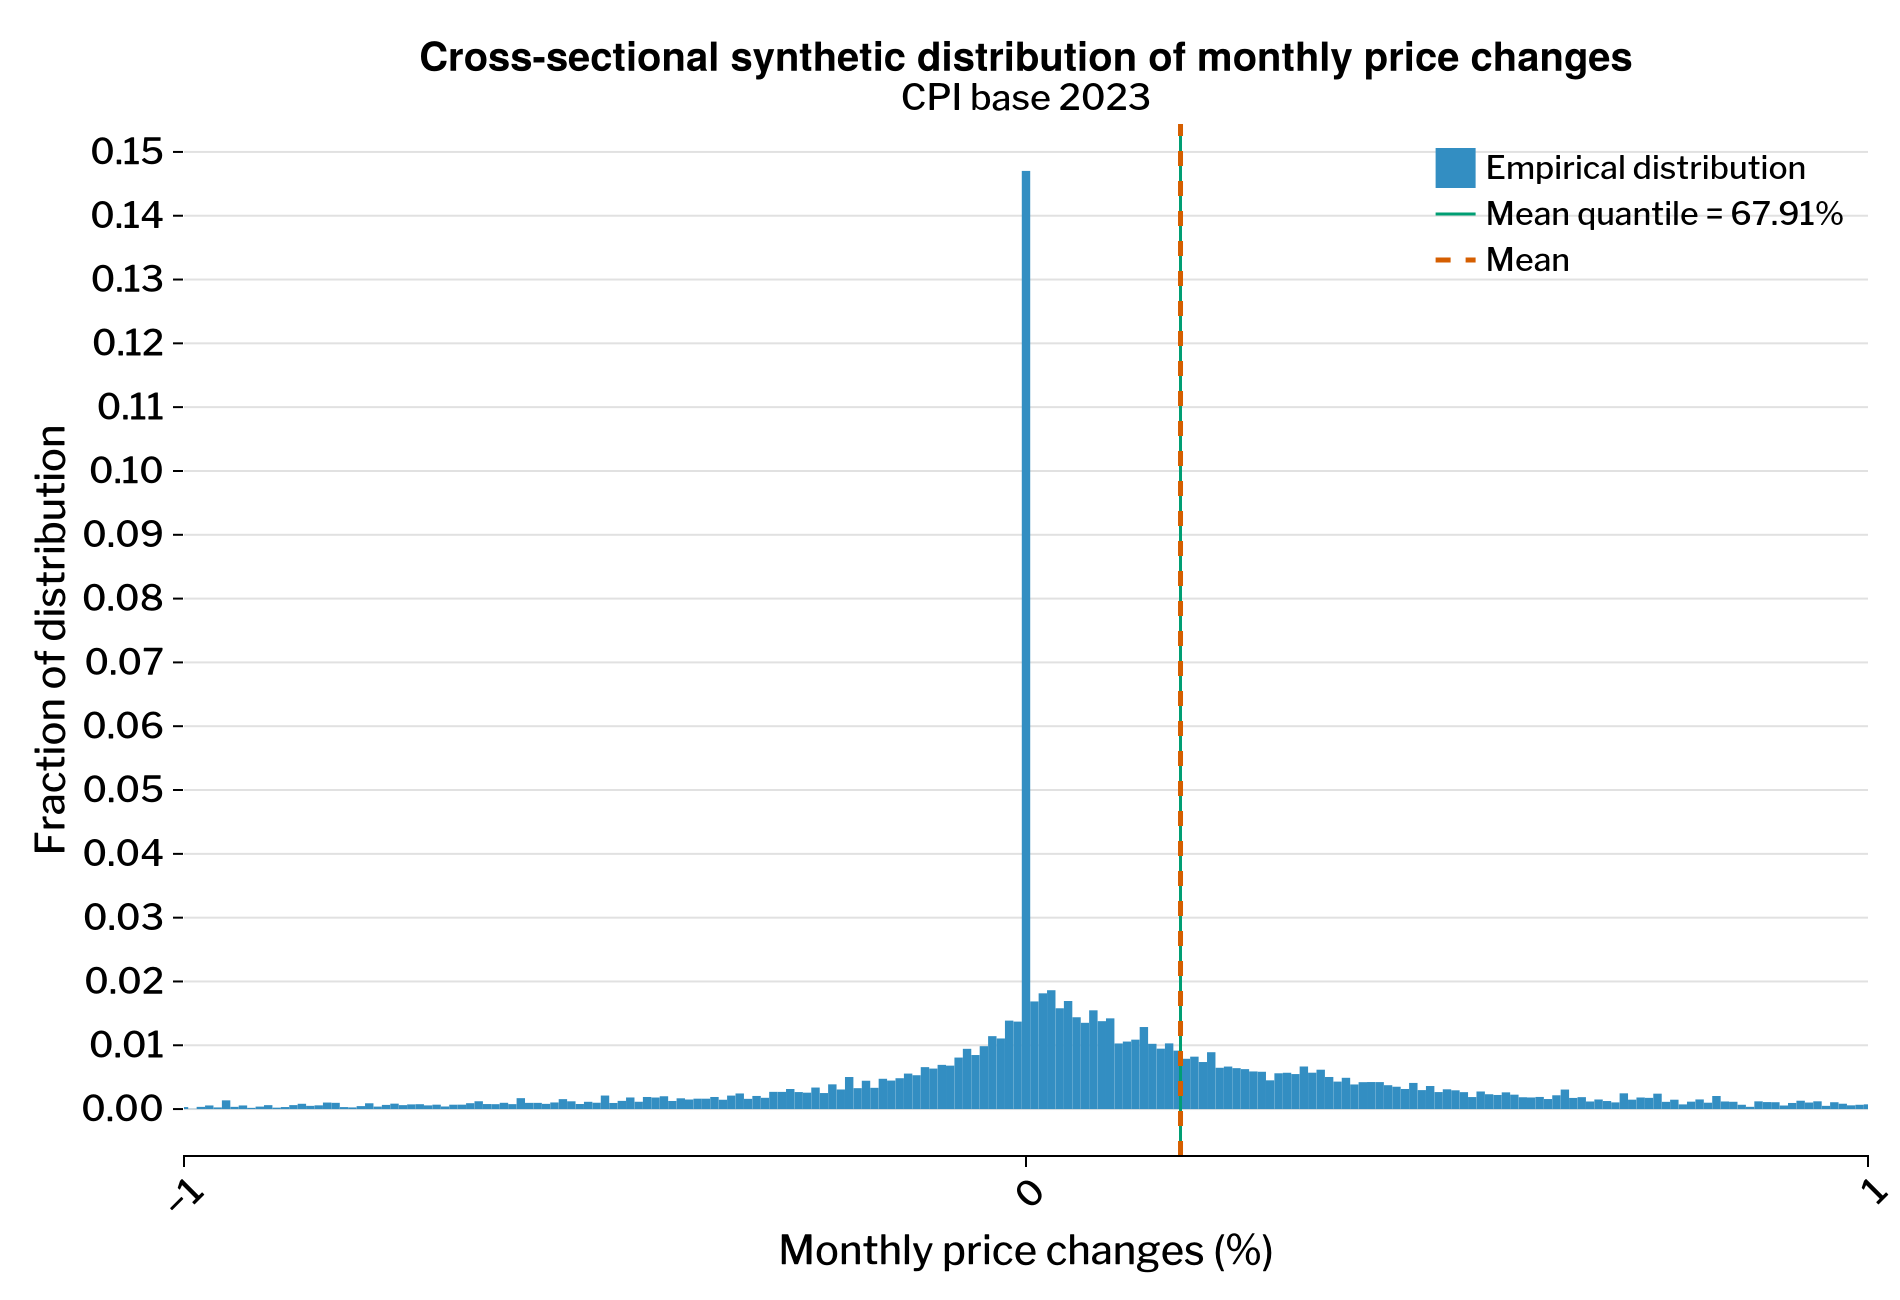 Cross-sectional synthetic distribution of monthly price changes
CPI base 2023
Empirical distribution
Mean quantile = 67.91%
Mean
Fraction of distribution
0.15
0.14
0.13
0.12
0.11
0.10
0.09
0.08
0.07
0.06
0.05
0.04
0.03
0.02
0.01
0.00
−1
0
1
Monthly price changes (%)